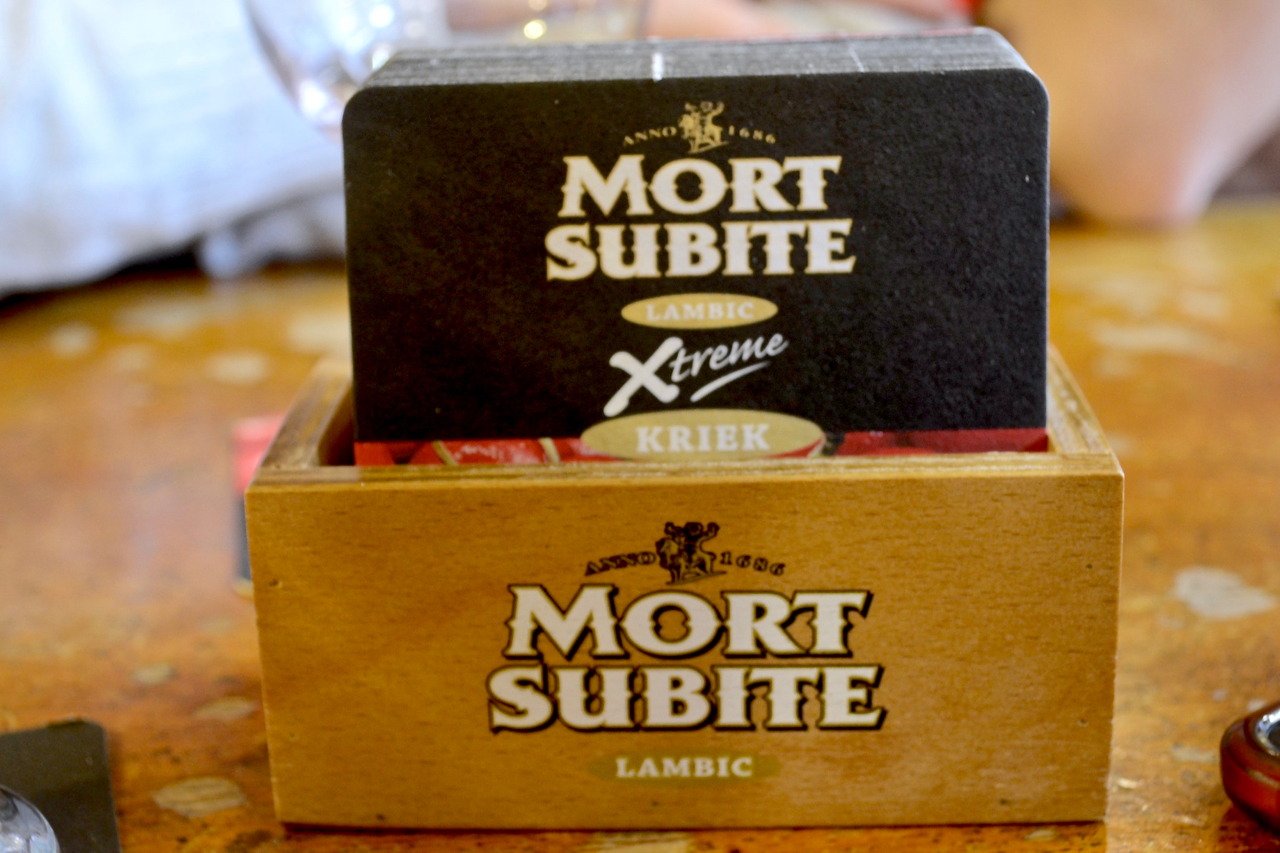 ANNO 1686
MORT
SUBITE
LAMBIC
Xtreme
KRIEK
ANNO 1686
MORT
SUBITE
LAMBIC